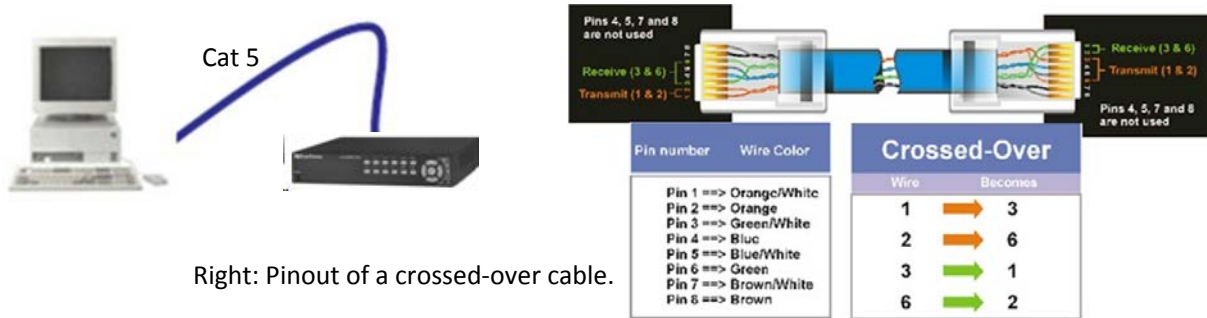 Cat 5
Right: Pinout of a crossed-over cable.
Pins 4, 5, 7 and 8
are not used
Receive (3 & 6)
Transmit (1 & 2)
Receive (3 & 6)
Transmit (1 & 2)
Pins 4, 5, 7 and 8
are not used
Pin number Wire Color
Pin 1 ==> Orange/White
Pin 2 ==> Orange
Pin 3 ==> Green/White
Pin 4 ==> Blue
Pin 5 ==> Blue/White
Pin 6 ==> Green
Pin 7 ==> Brown/White
Pin 8 ==> Brown
Crossed-Over
Wire Becomes
1 3
2 6
3 1
6 2